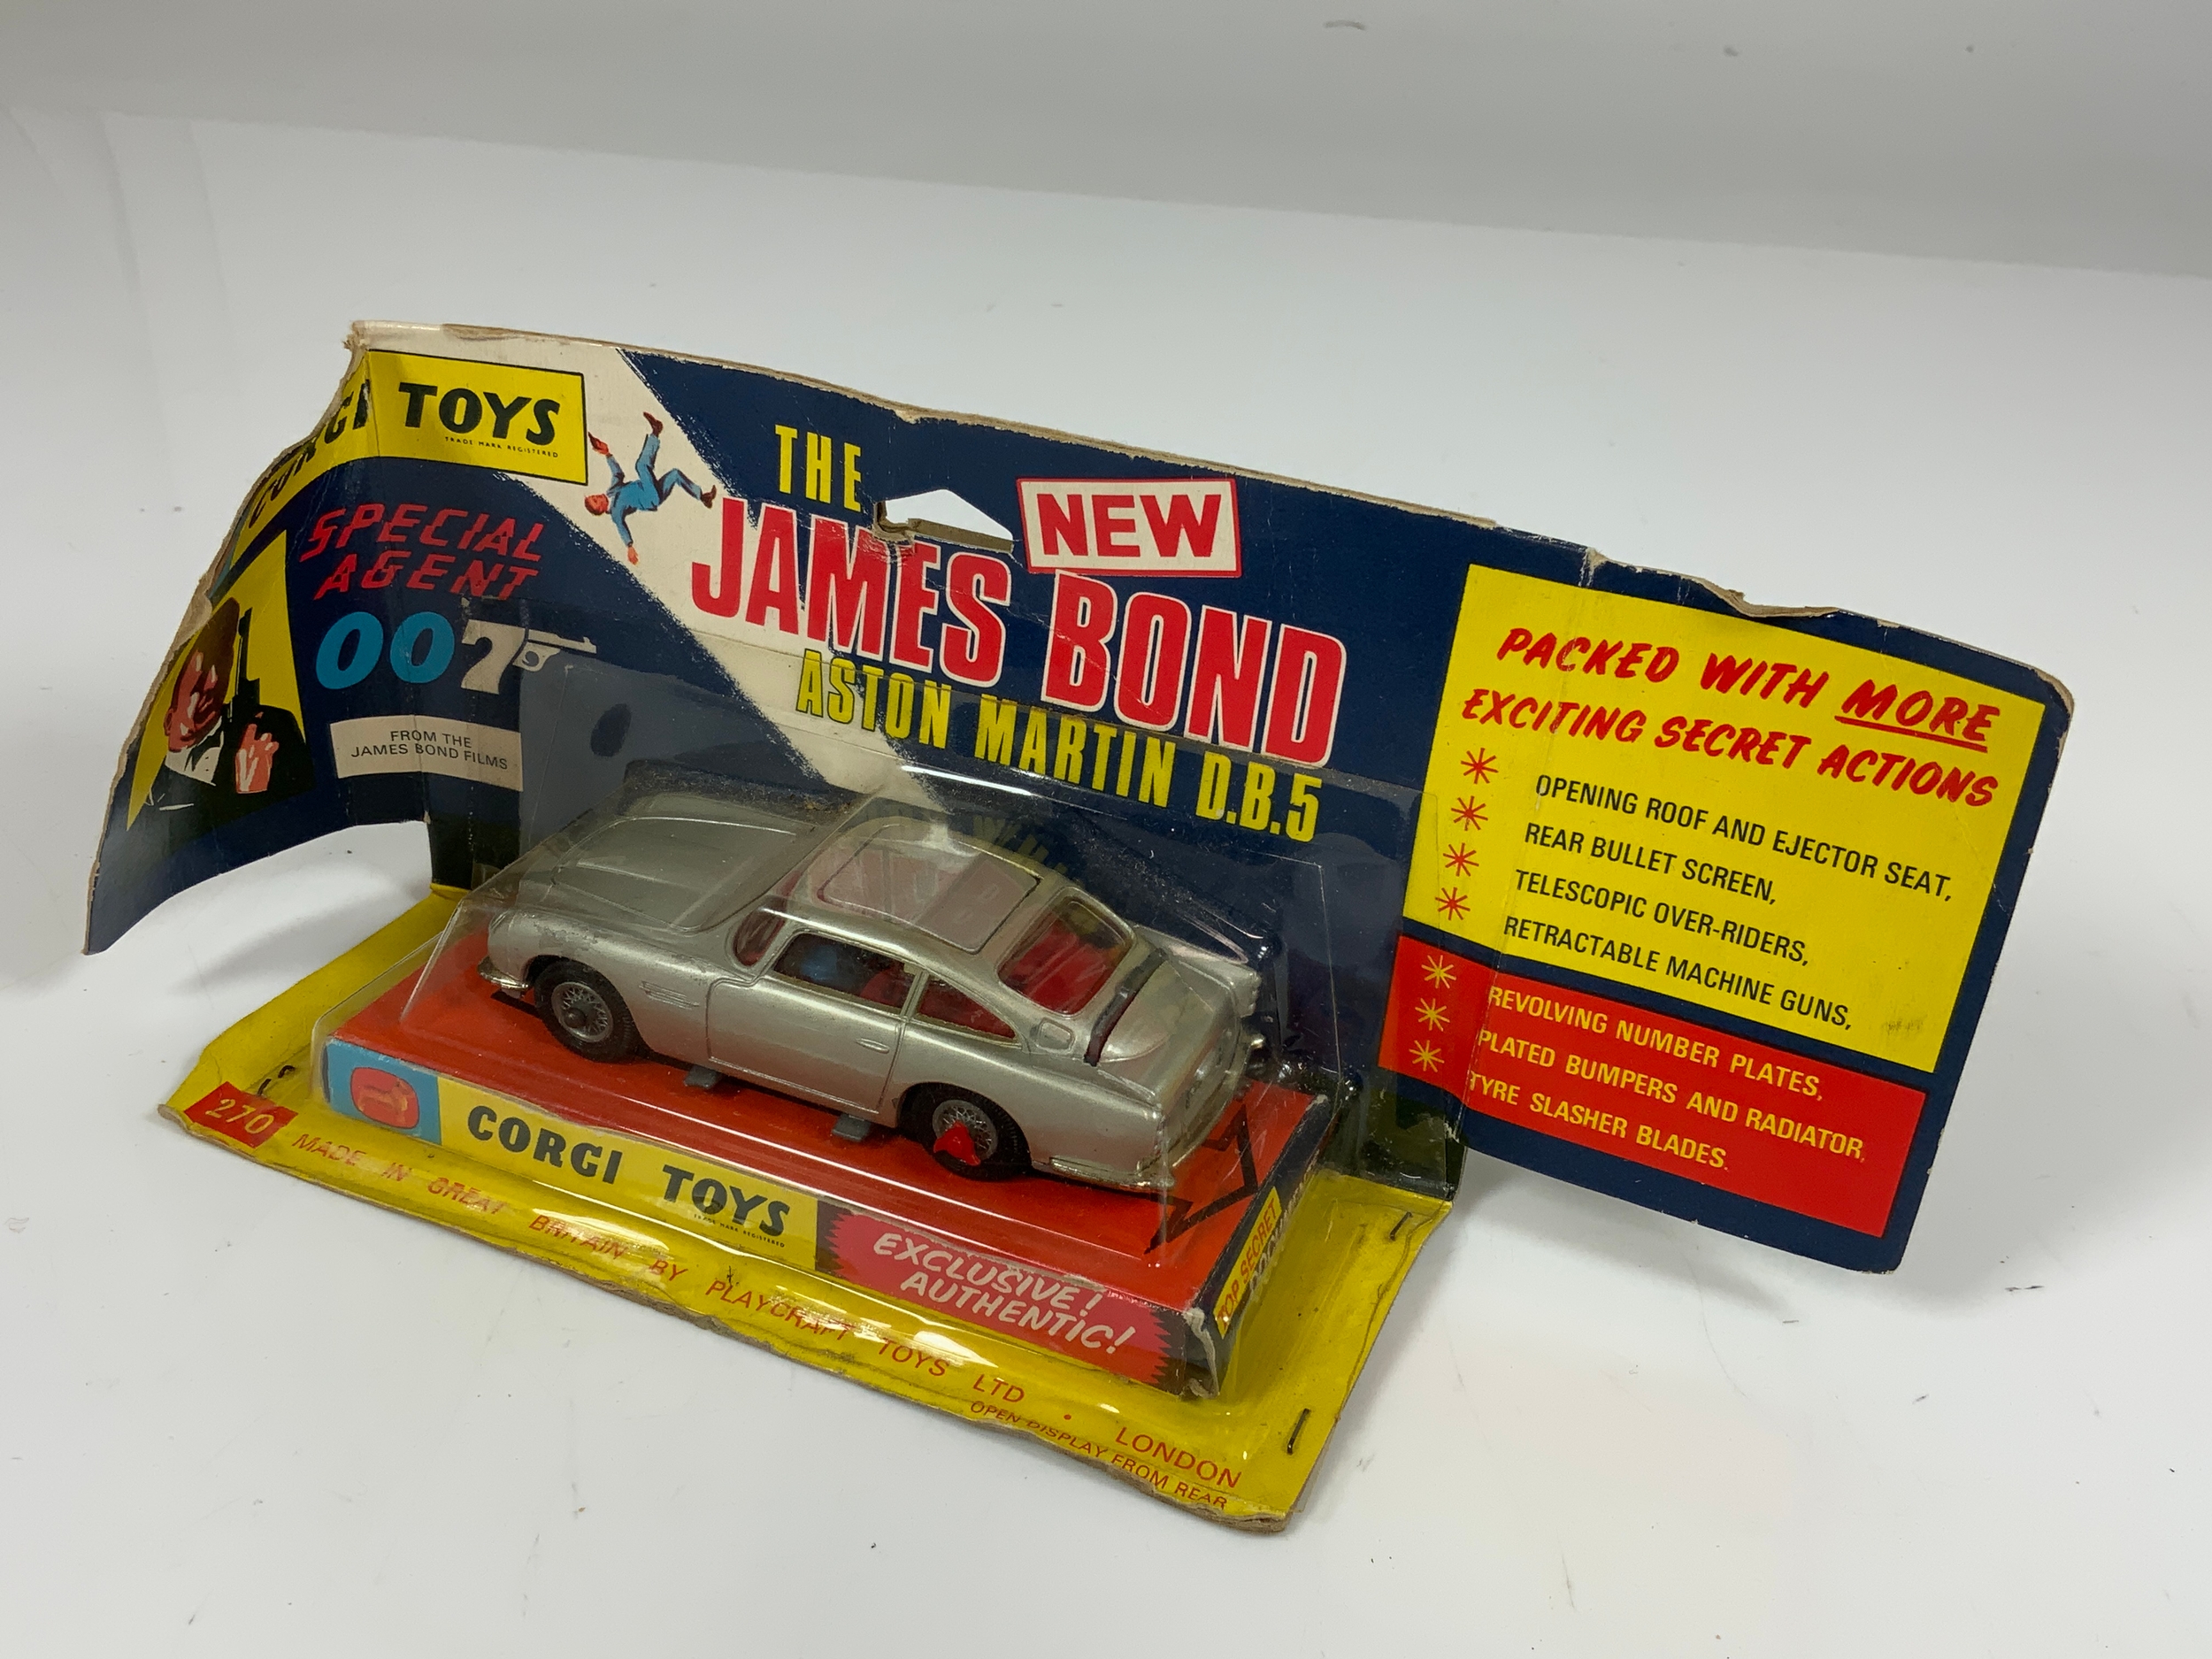 CORGI TOYS
TRADE MARK REGISTERED
SPECIAL
AGENT
007
FROM THE
JAMES BOND FILMS
THE
NEW
JAMES BOND
ASTON MARTIN D.B.5
PACKED WITH MORE
EXCITING SECRET ACTIONS
OPENING ROOF AND EJECTOR SEAT,
REAR BULLET SCREEN,
TELESCOPIC OVER-RIDERS,
RETRACTABLE MACHINE GUNS,
REVOLVING NUMBER PLATES,
PLATED BUMPERS AND RADIATOR,
TYRE SLASHER BLADES.
CORGI TOYS
TRADE MARK REGISTERED
EXCLUSIVE!
AUTHENTIC!
TOP SECRET
270
MADE IN GREAT BRITAIN BY PLAYCRAFT TOYS LTD • LONDON
OPEN DISPLAY FROM REAR